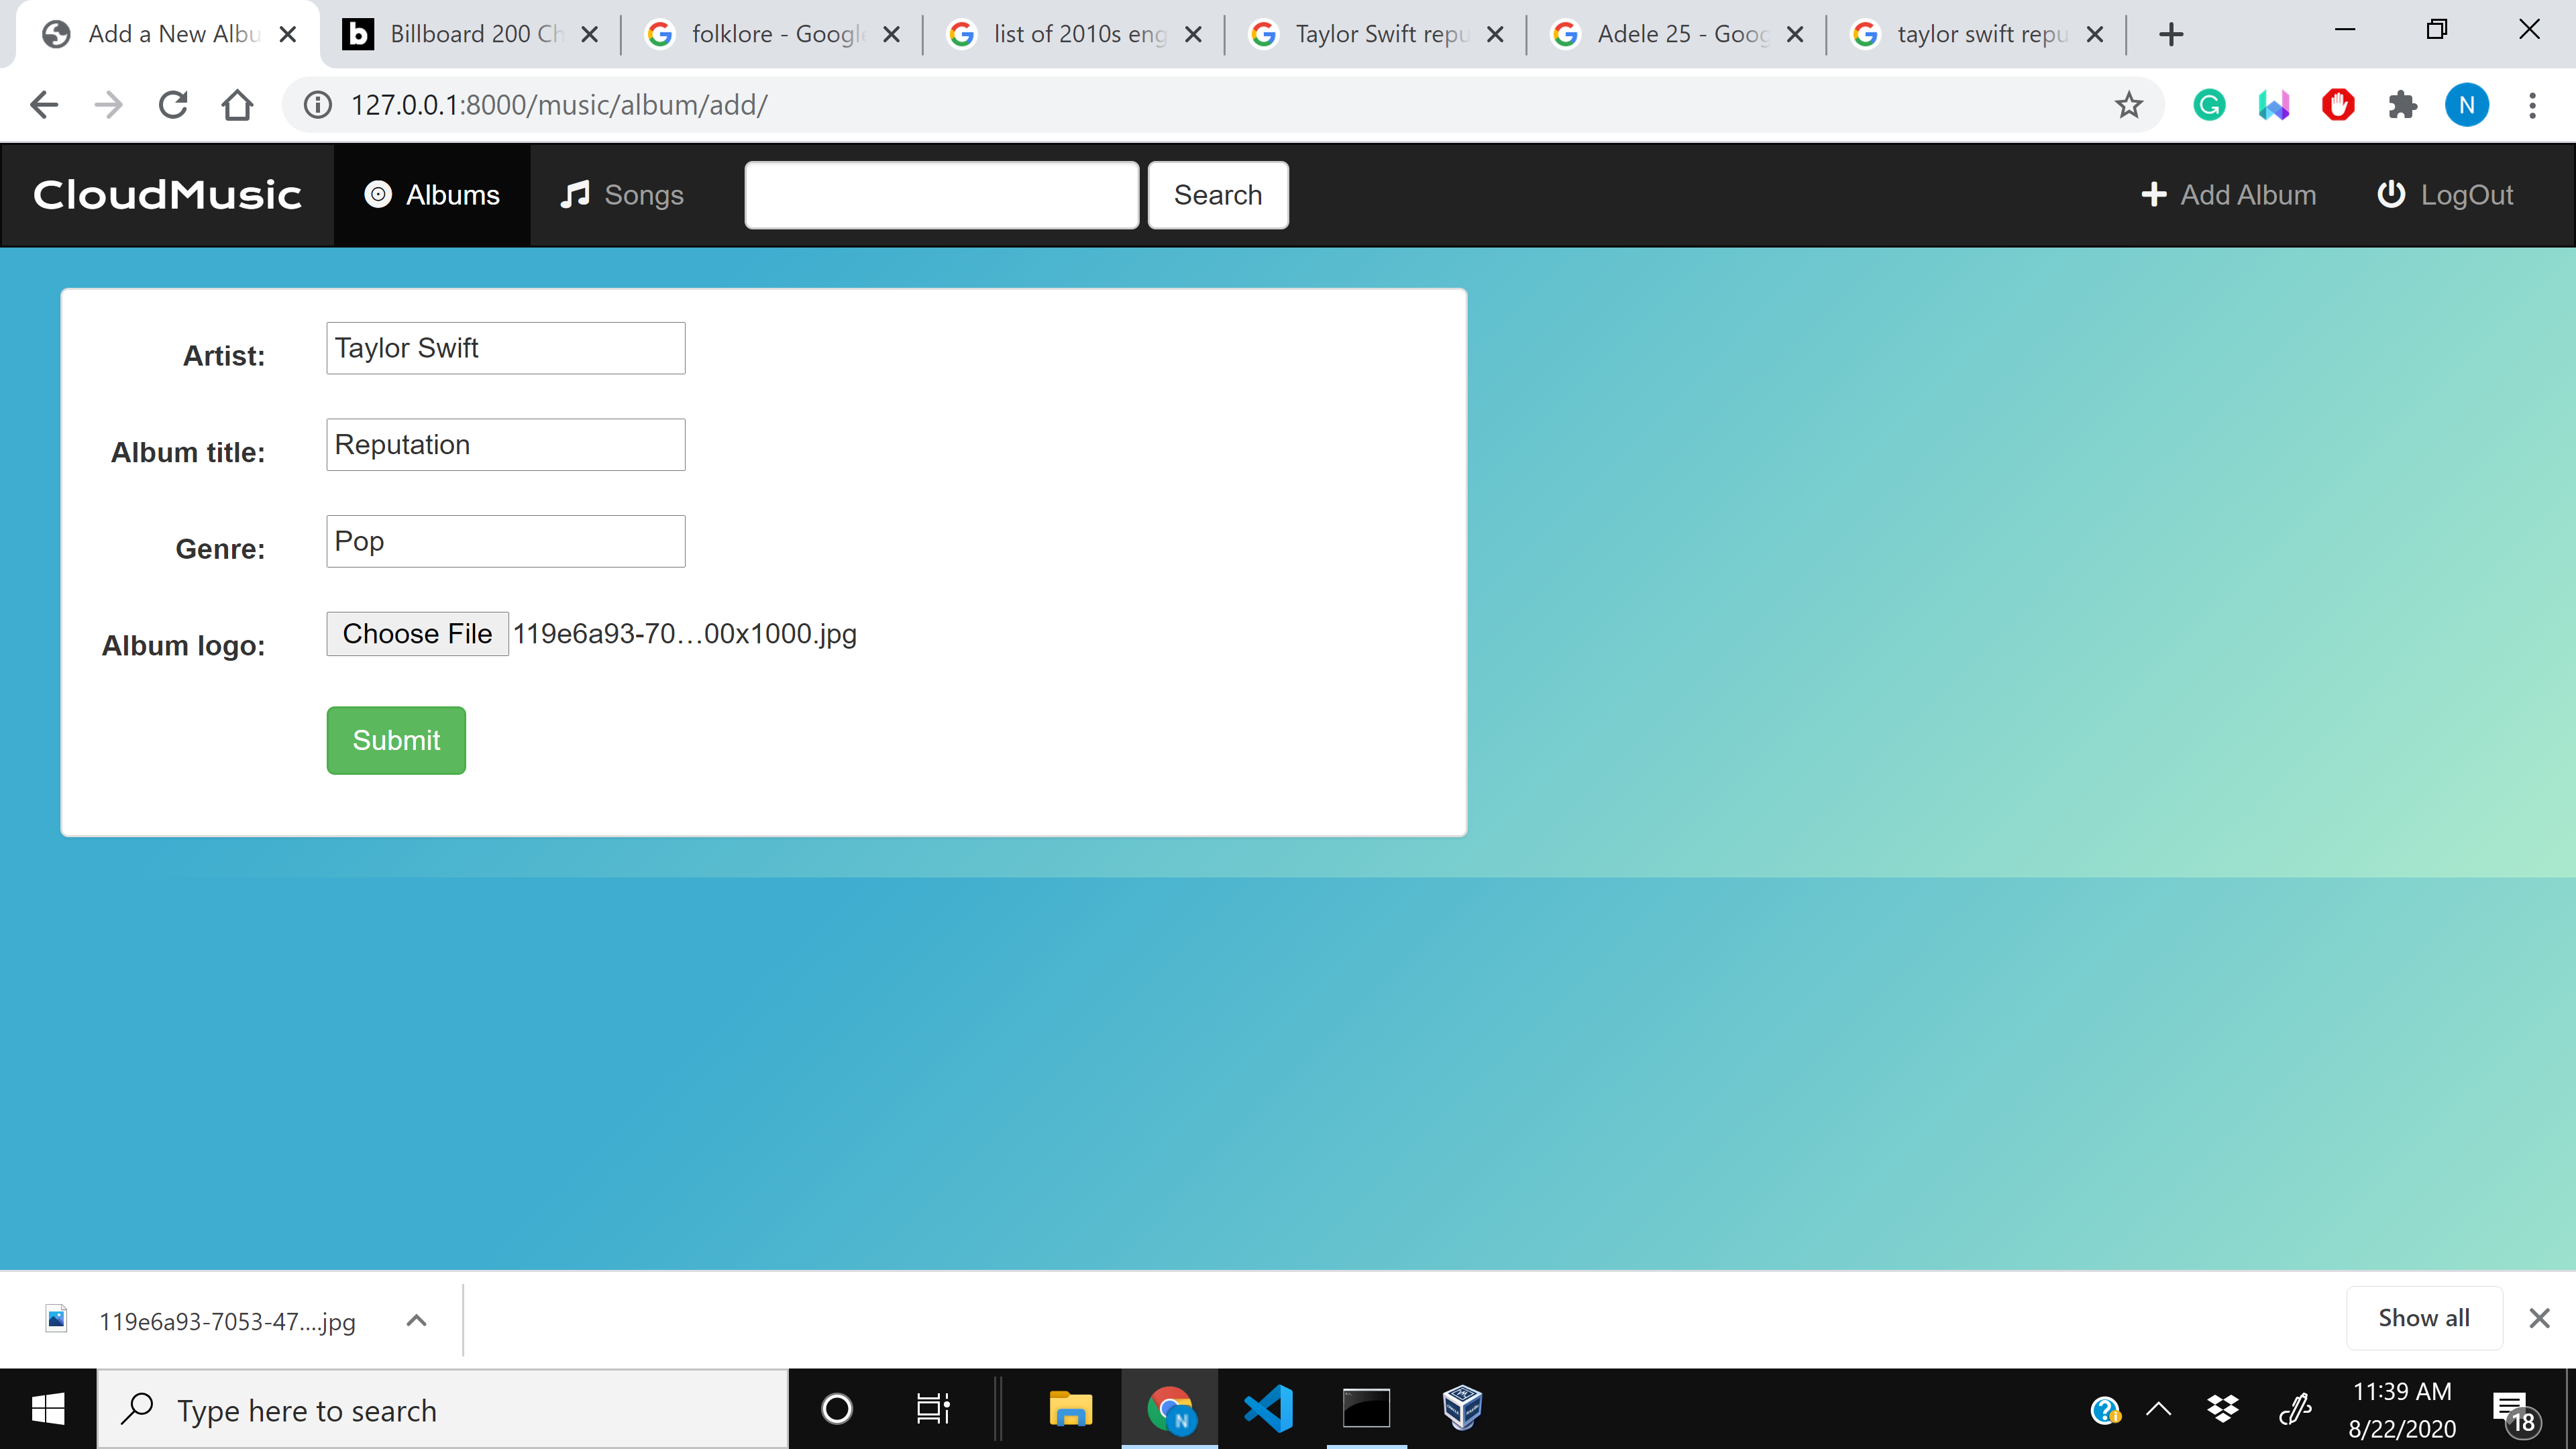 Add a New Albu
Billboard 200 Ch
folklore - Google
list of 2010s eng
Taylor Swift repu
Adele 25 - Goog
taylor swift repu
127.0.0.1:8000/music/album/add/
N
CloudMusic
Albums
Songs
Search
Add Album
LogOut
Artist:
Taylor Swift
Album title:
Reputation
Genre:
Pop
Album logo:
Choose File
119e6a93-70…00x1000.jpg
Submit
119e6a93-7053-47....jpg
Show all
Type here to search
N
11:39 AM
8/22/2020
18